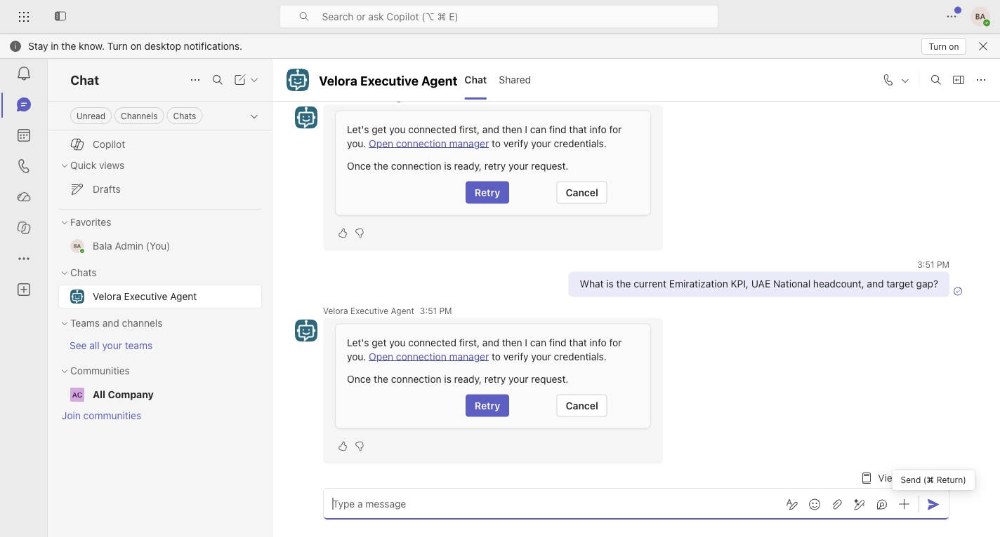 Search or ask Copilot (⌥ ⌘ E)
BA
Stay in the know. Turn on desktop notifications.
Turn on
Chat
Unread
Channels
Chats
Copilot
Quick views
Drafts
Favorites
BA
Bala Admin (You)
Chats
Velora Executive Agent
Teams and channels
See all your teams
Communities
AC
All Company
Join communities
Velora Executive Agent
Chat
Shared
Let's get you connected first, and then I can find that info for
you. Open connection manager to verify your credentials.
Once the connection is ready, retry your request.
Retry
Cancel
3:51 PM
What is the current Emiratization KPI, UAE National headcount, and target gap?
Velora Executive Agent 3:51 PM
Let's get you connected first, and then I can find that info for
you. Open connection manager to verify your credentials.
Once the connection is ready, retry your request.
Retry
Cancel
Send (⌘ Return)
Type a message